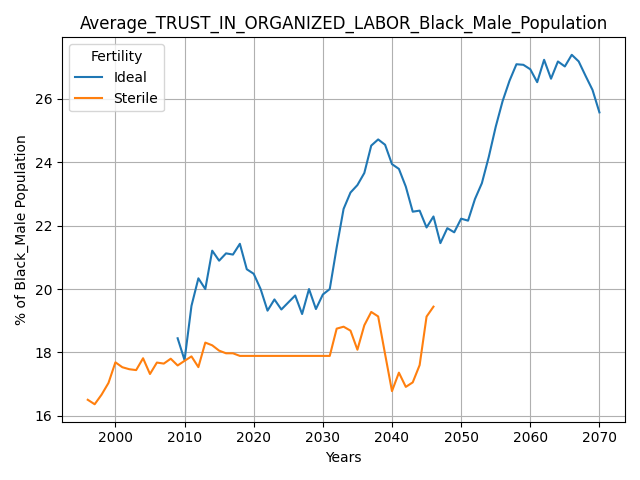 Average_TRUST_IN_ORGANIZED_LABOR_Black_Male_Population
Fertility
Ideal
Sterile
% of Black_Male Population
26
24
22
20
18
16
2000 2010 2020 2030 2040 2050 2060 2070
Years